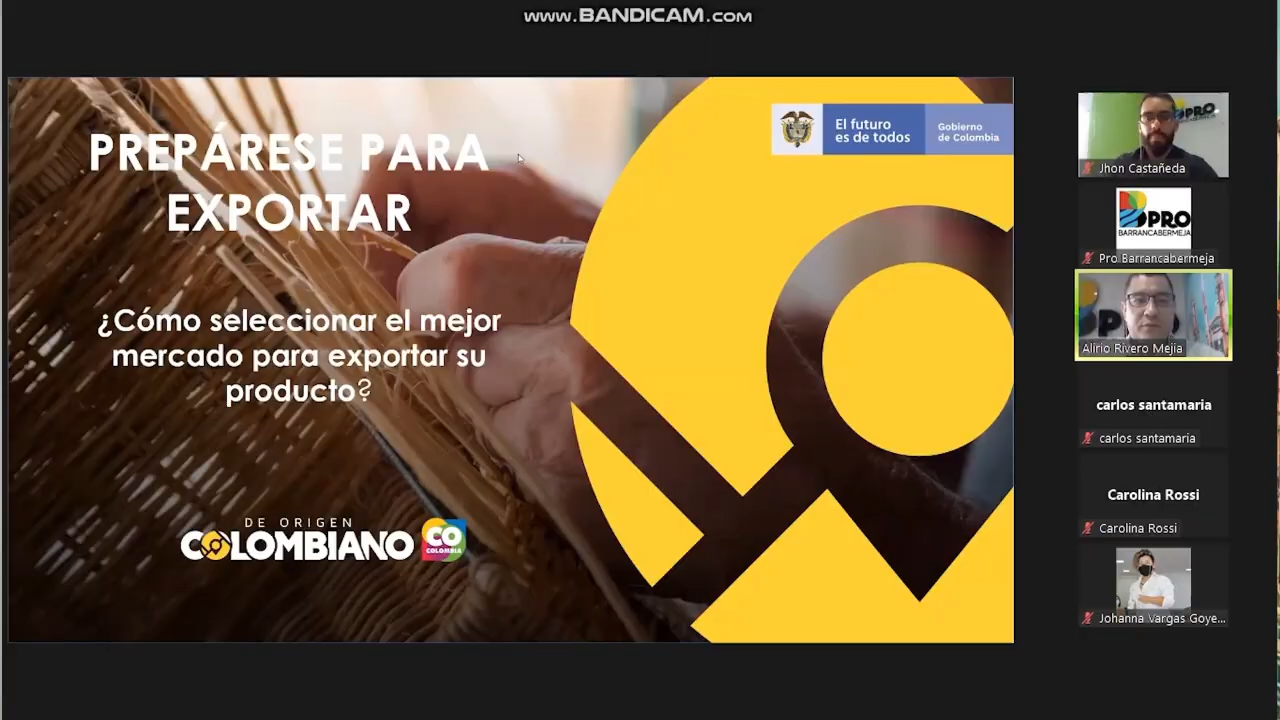 www.BANDICAM.com
PREPÁRESE PARA
EXPORTAR
¿Cómo seleccionar el mejor
mercado para exportar su
producto?
DE ORIGEN
COLOMBIANO
CO
COLOMBIA
El futuro
es de todos
Gobierno
de Colombia
PRO
Jhon Castañeda
PRO
BARRANCABERMEJA
Pro Barrancabermeja
Alirio Rivero Mejia
carlos santamaria
carlos santamaria
Carolina Rossi
Carolina Rossi
Johanna Vargas Goye...